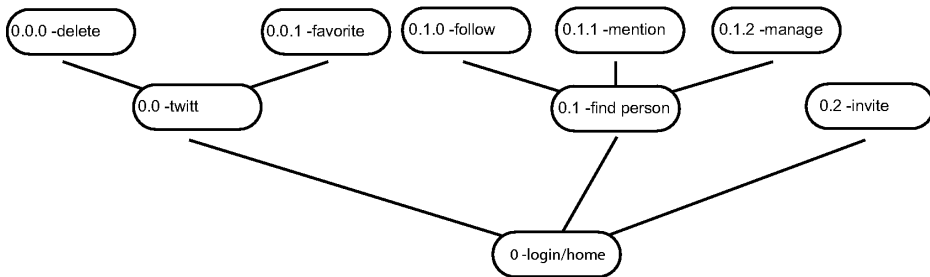 0.0.0 -delete
0.0.1 -favorite
0.1.0 -follow
0.1.1 -mention
0.1.2 -manage
0.0 -twitt
0.1 -find person
0.2 -invite
0 -login/home